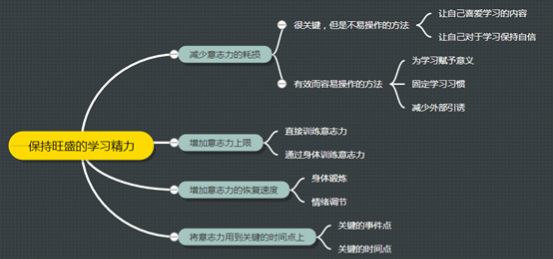 保持旺盛的学习精力
减少意志力的耗损
很关键，但是不易操作的方法
让自己喜爱学习的内容
让自己对于学习保持自信
有效而容易操作的方法
为学习赋予意义
固定学习习惯
减少外部引诱
增加意志力上限
直接训练意志力
通过身体训练意志力
增加意志力的恢复速度
身体锻炼
情绪调节
将意志力用到关键的时间点上
关键的事件点
关键的时间点